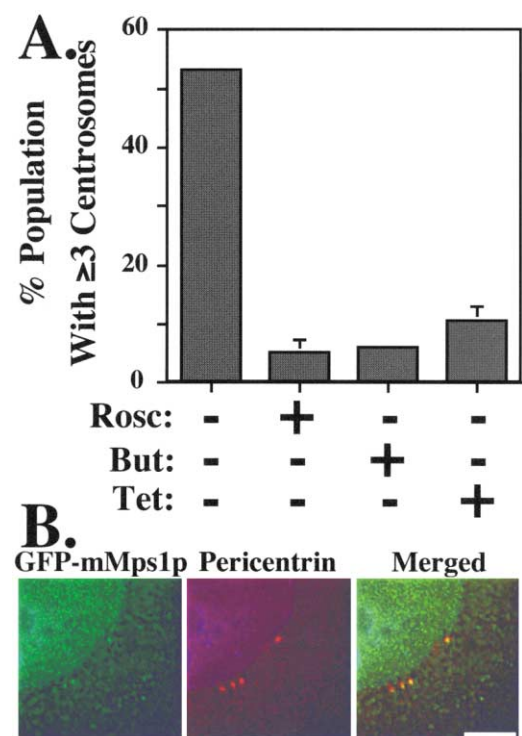 A.
% Population
With ≥3 Centrosomes
60
40
20
0
Rosc: - + - -
But: - - + -
Tet: - - - +
B.
GFP-mMps1p Pericentrin Merged